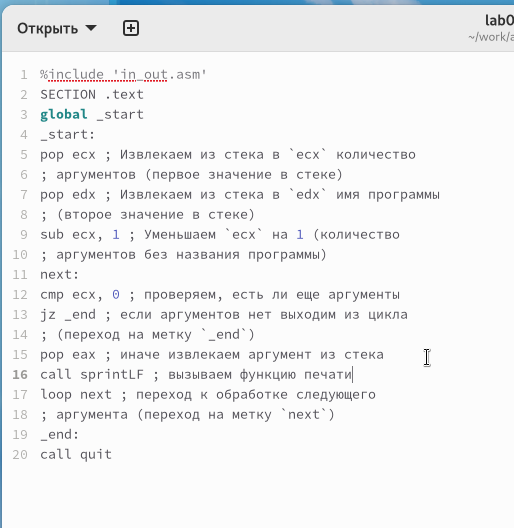 Открыть
lab0
~/work/a
1 %include 'in_out.asm'
2 SECTION .text
3 global _start
4 _start:
5 pop ecx ; Извлекаем из стека в `ecx` количество
6 ; аргументов (первое значение в стеке)
7 pop edx ; Извлекаем из стека в `edx` имя программы
8 ; (второе значение в стеке)
9 sub ecx, 1 ; Уменьшаем `ecx` на 1 (количество
10 ; аргументов без названия программы)
11 next:
12 cmp ecx, 0 ; проверяем, есть ли еще аргументы
13 jz _end ; если аргументов нет выходим из цикла
14 ; (переход на метку `_end`)
15 pop eax ; иначе извлекаем аргумент из стека
16 call sprintLF ; вызываем функцию печати
17 loop next ; переход к обработке следующего
18 ; аргумента (переход на метку `next`)
19 _end:
20 call quit